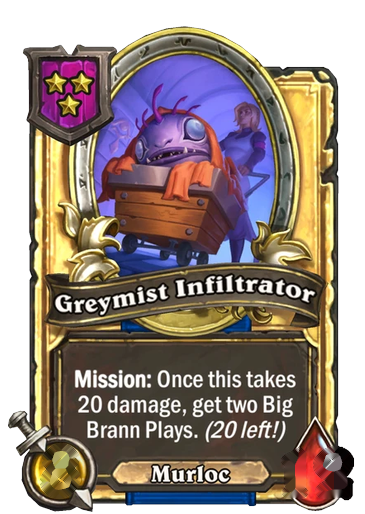 Greymist Infiltrator
Mission: Once this takes
20 damage, get two Big
Brann Plays. (20 left!)
Murloc